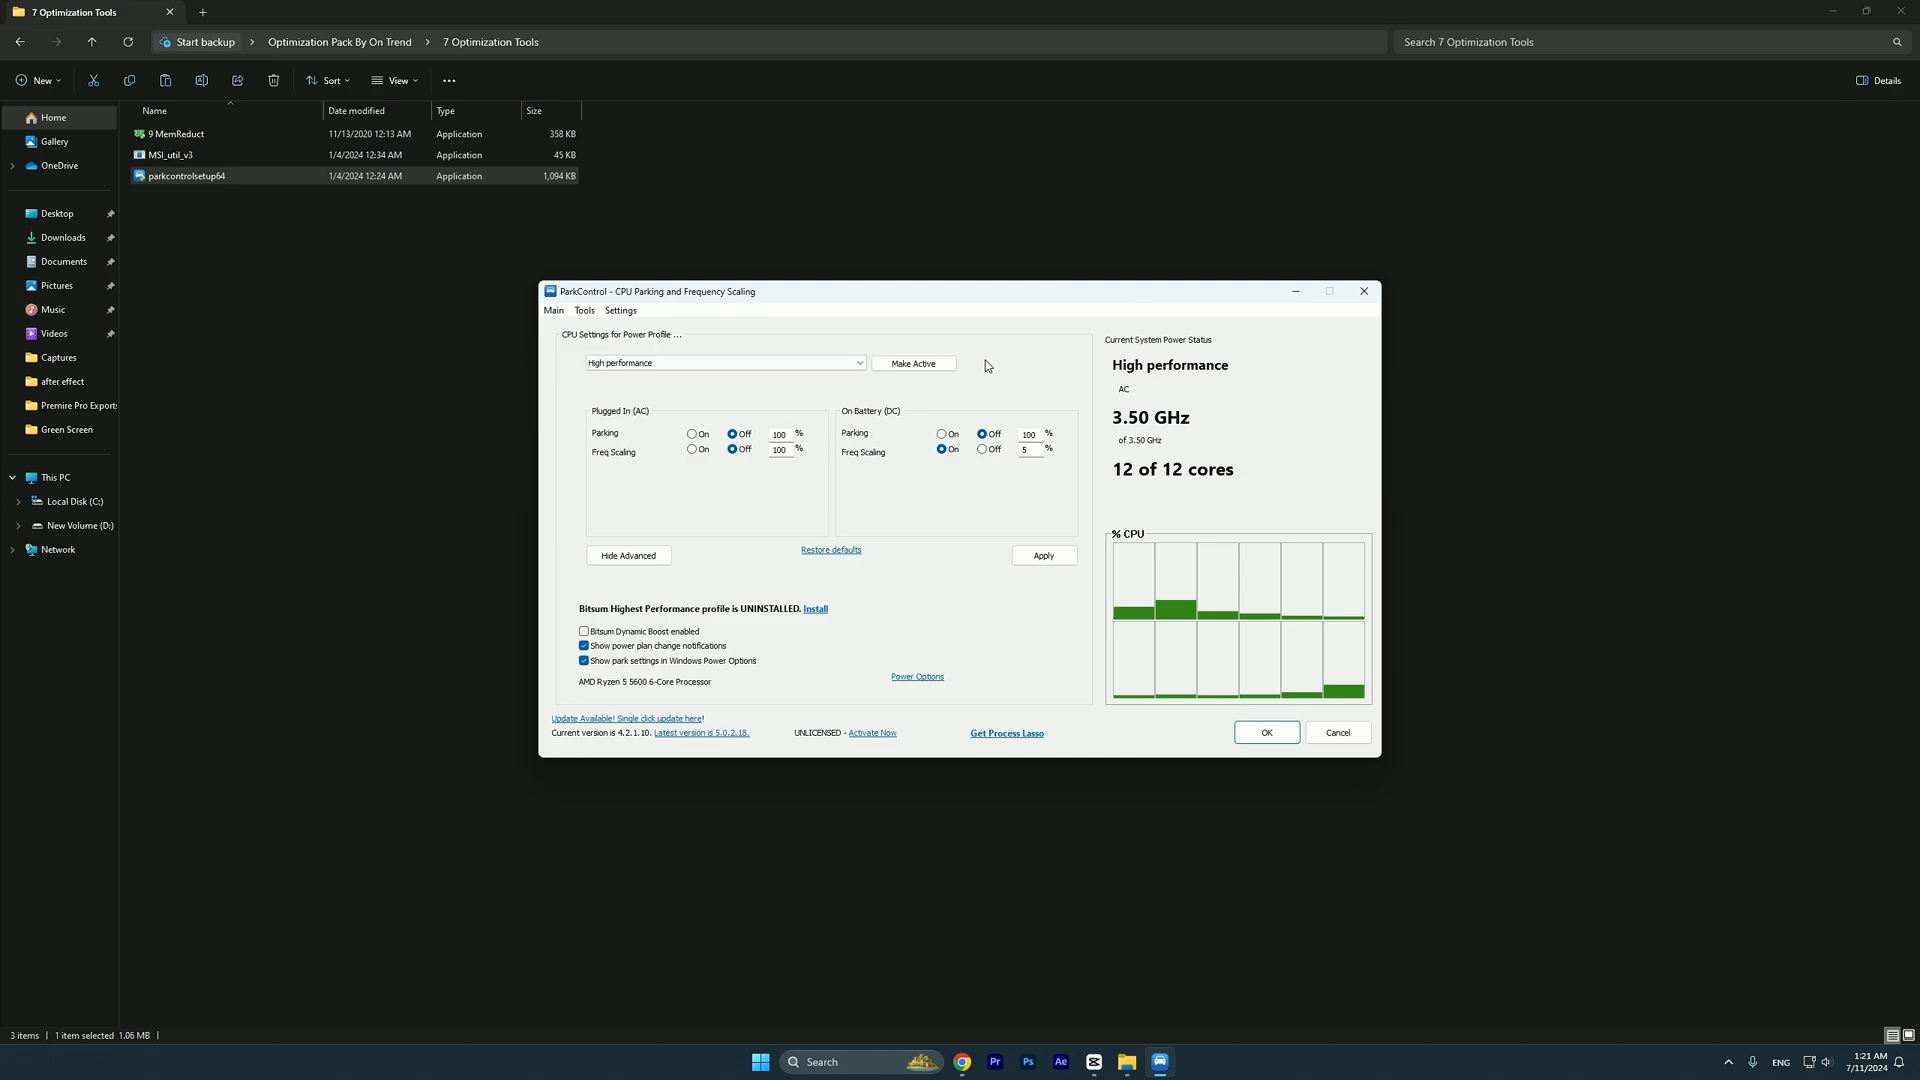 7 Optimization Tools
Start backup
Optimization Pack By On Trend
7 Optimization Tools
Search 7 Optimization Tools
New
Sort
View
Details
Name
Date modified
Type
Size
9 MemReduct
11/13/2020 12:13 AM
Application
358 KB
MSI_util_v3
1/4/2024 12:34 AM
Application
45 KB
parkcontrolsetup64
1/4/2024 12:24 AM
Application
1,094 KB
Home
Gallery
OneDrive
Desktop
Downloads
Documents
Pictures
Music
Videos
Captures
after effect
Premire Pro Exports
Green Screen
This PC
Local Disk (C:)
New Volume (D:)
Network
ParkControl - CPU Parking and Frequency Scaling
Main
Tools
Settings
CPU Settings for Power Profile ...
High performance
Make Active
Plugged In (AC)
Parking
On
Off
100
%
Freq Scaling
On
Off
100
%
On Battery (DC)
Parking
On
Off
100
%
Freq Scaling
On
Off
5
%
Hide Advanced
Restore defaults
Apply
Bitsum Highest Performance profile is UNINSTALLED. Install
Bitsum Dynamic Boost enabled
Show power plan change notifications
Show park settings in Windows Power Options
AMD Ryzen 5 5600 6-Core Processor
Power Options
Update Available! Single click update here!
Current version is 4.2.1.10. Latest version is 5.0.2.18.
UNLICENSED - Activate Now
Get Process Lasso
Current System Power Status
High performance
AC
3.50 GHz
of 3.50 GHz
12 of 12 cores
% CPU
OK
Cancel
3 items
1 item selected 1.06 MB
Search
Pr
Ps
Ae
ENG
1:21 AM
7/11/2024